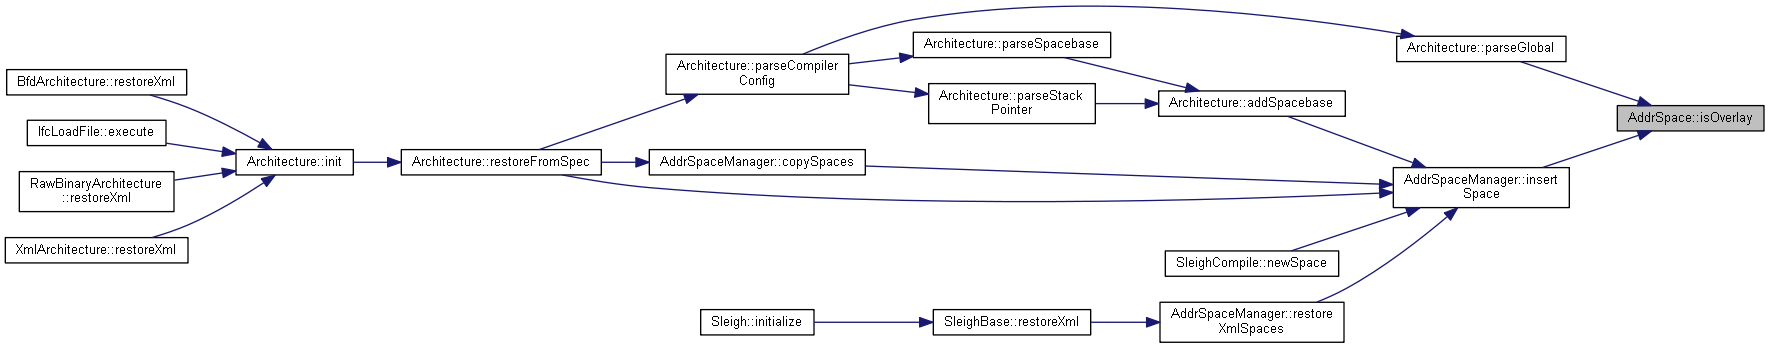 BfdArchitecture::restoreXml
IfcLoadFile::execute
RawBinaryArchitecture
::restoreXml
XmlArchitecture::restoreXml
Architecture::init
Architecture::restoreFromSpec
Architecture::parseCompiler
Config
AddrSpaceManager::copySpaces
Sleigh::initialize
Architecture::parseSpacebase
Architecture::parseStack
Pointer
SleighBase::restoreXml
Architecture::addSpacebase
SleighCompile::newSpace
AddrSpaceManager::restore
XmlSpaces
Architecture::parseGlobal
AddrSpaceManager::insert
Space
AddrSpace::isOverlay